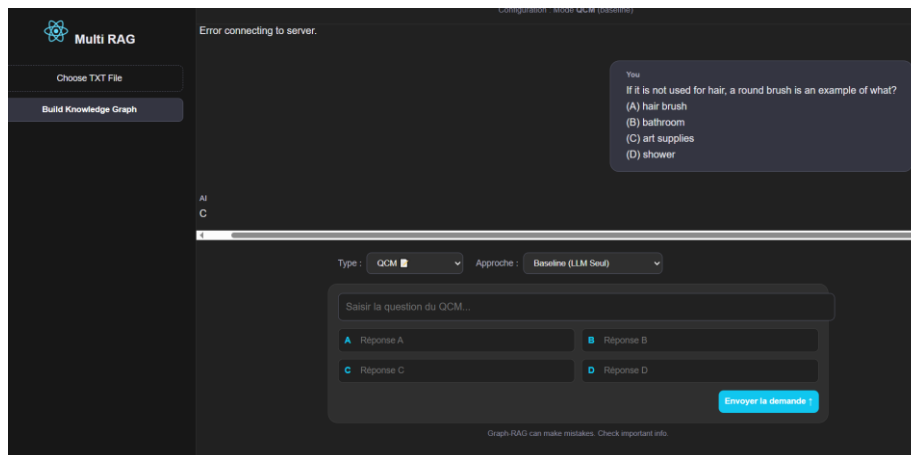 Configuration : Mode QCM (baseline)
Multi RAG
Choose TXT File
Build Knowledge Graph
Error connecting to server.
You
If it is not used for hair, a round brush is an example of what?
(A) hair brush
(B) bathroom
(C) art supplies
(D) shower
AI
C
Type : QCM Approche : Baseline (LLM Seul)
Saisir la question du QCM...
A Réponse A B Réponse B
C Réponse C D Réponse D
Envoyer la demande ↑
Graph-RAG can make mistakes. Check important info.